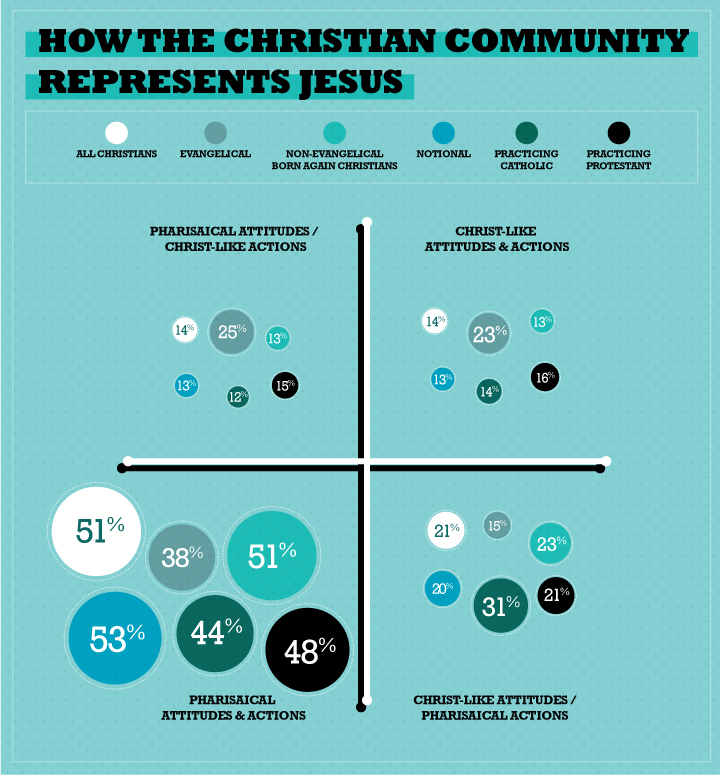 HOW THE CHRISTIAN COMMUNITY
REPRESENTS JESUS
ALL CHRISTIANS
EVANGELICAL
NON-EVANGELICAL
BORN AGAIN CHRISTIANS
NOTIONAL
PRACTICING
CATHOLIC
PRACTICING
PROTESTANT
PHARISAICAL ATTITUDES /
CHRIST-LIKE ACTIONS
14%
25%
13%
13%
12%
15%
CHRIST-LIKE
ATTITUDES & ACTIONS
14%
23%
13%
13%
14%
16%
51%
38%
51%
53%
44%
48%
PHARISAICAL
ATTITUDES & ACTIONS
21%
15%
23%
20%
31%
21%
CHRIST-LIKE ATTITUDES /
PHARISAICAL ACTIONS